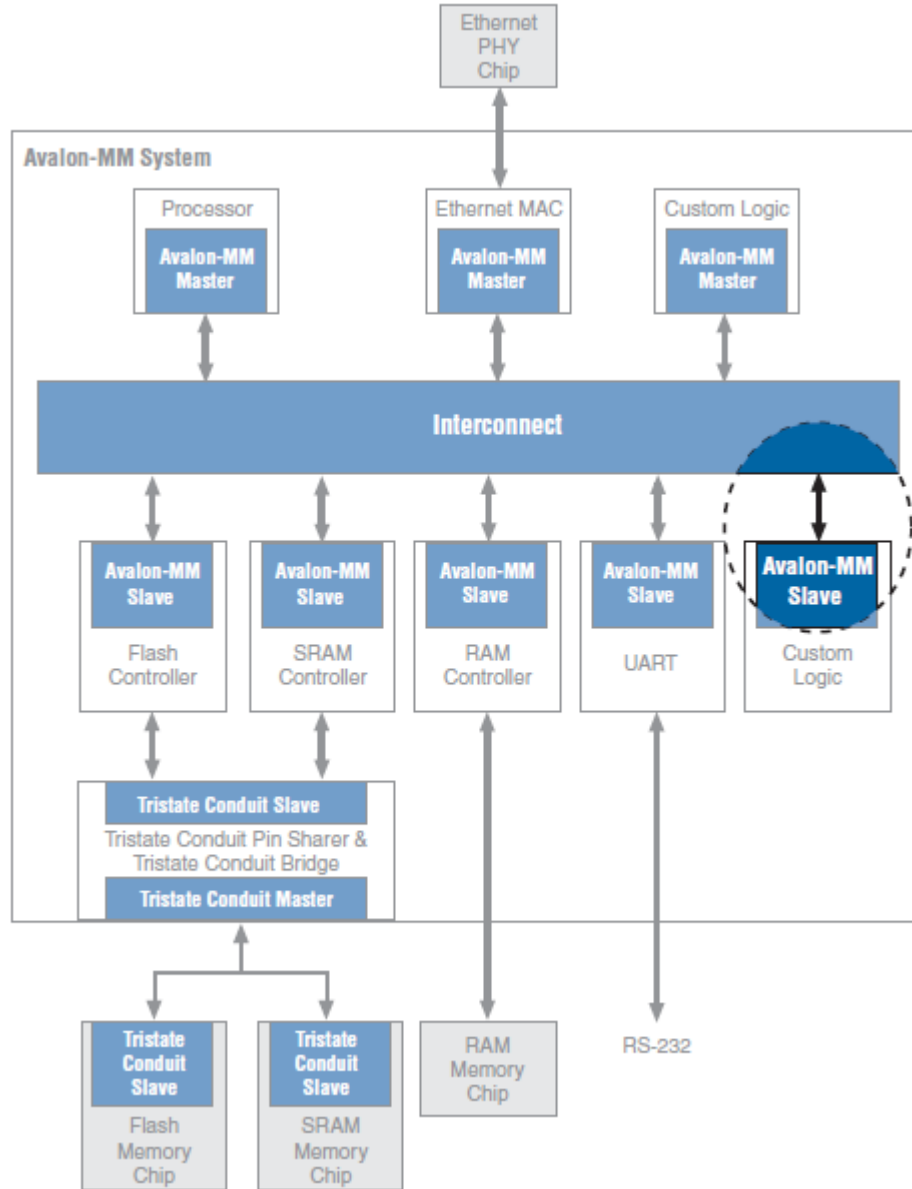 Ethernet
PHY
Chip
Avalon-MM System
Processor
Avalon-MM
Master
Ethernet MAC
Avalon-MM
Master
Custom Logic
Avalon-MM
Master
Interconnect
Avalon-MM
Slave
Flash
Controller
Avalon-MM
Slave
SRAM
Controller
Avalon-MM
Slave
RAM
Controller
Avalon-MM
Slave
UART
Avalon-MM
Slave
Custom
Logic
Tristate Conduit Slave
Tristate Conduit Pin Sharer &
Tristate Conduit Bridge
Tristate Conduit Master
Tristate
Conduit
Slave
Flash
Memory
Chip
Tristate
Conduit
Slave
SRAM
Memory
Chip
RAM
Memory
Chip
RS-232